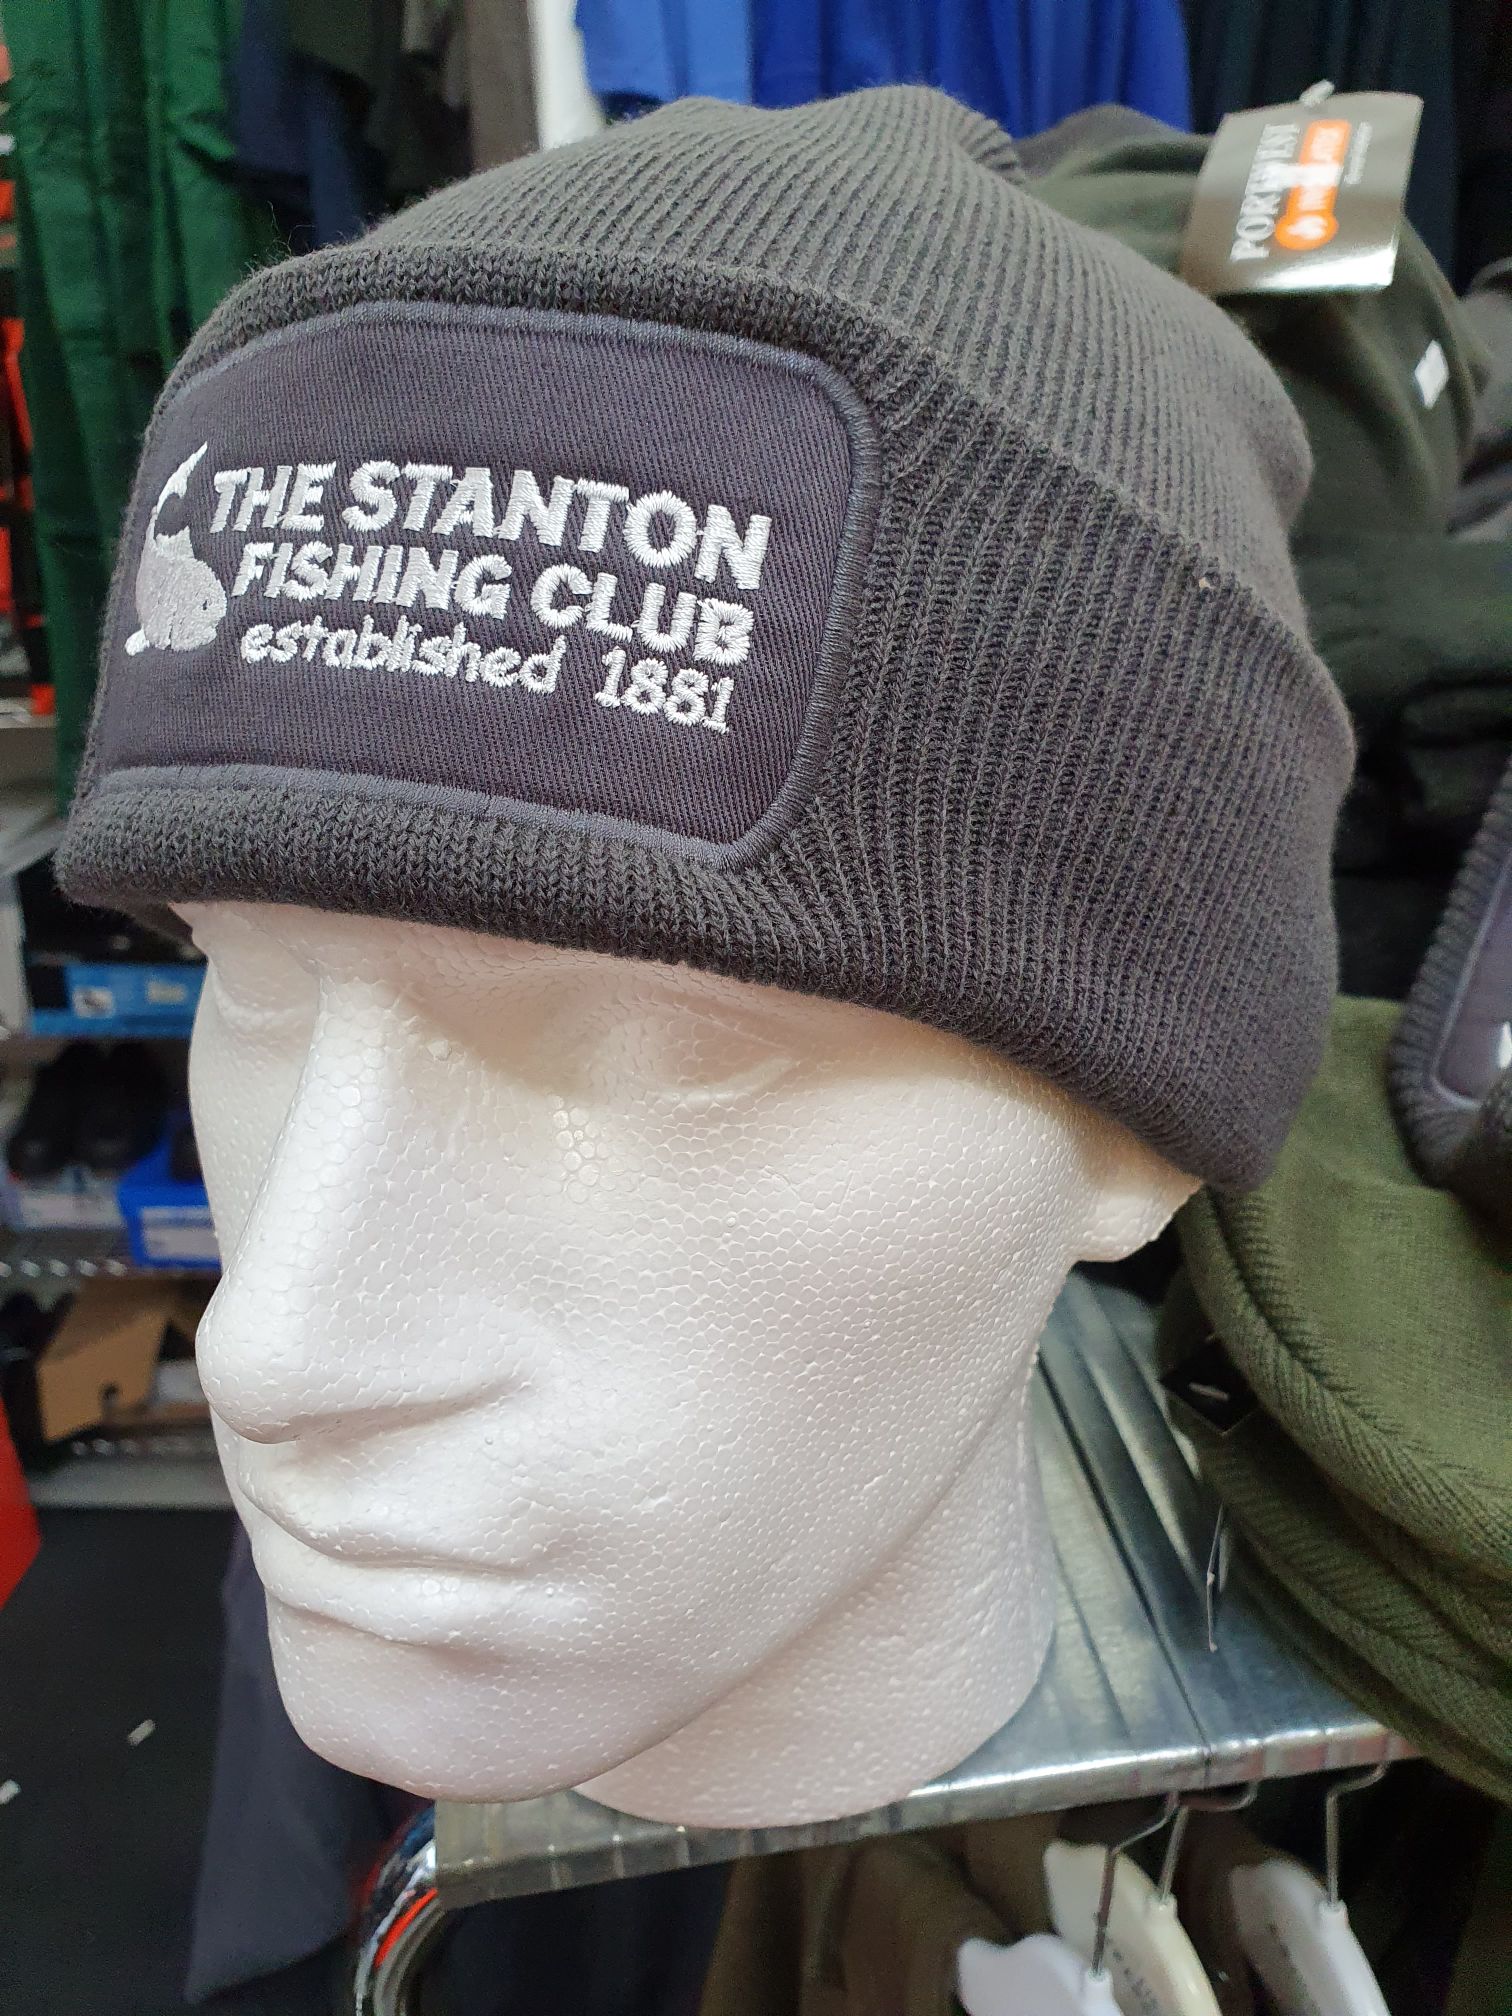 THE STANTON
FISHING CLUB
established 1881
PORTWEST